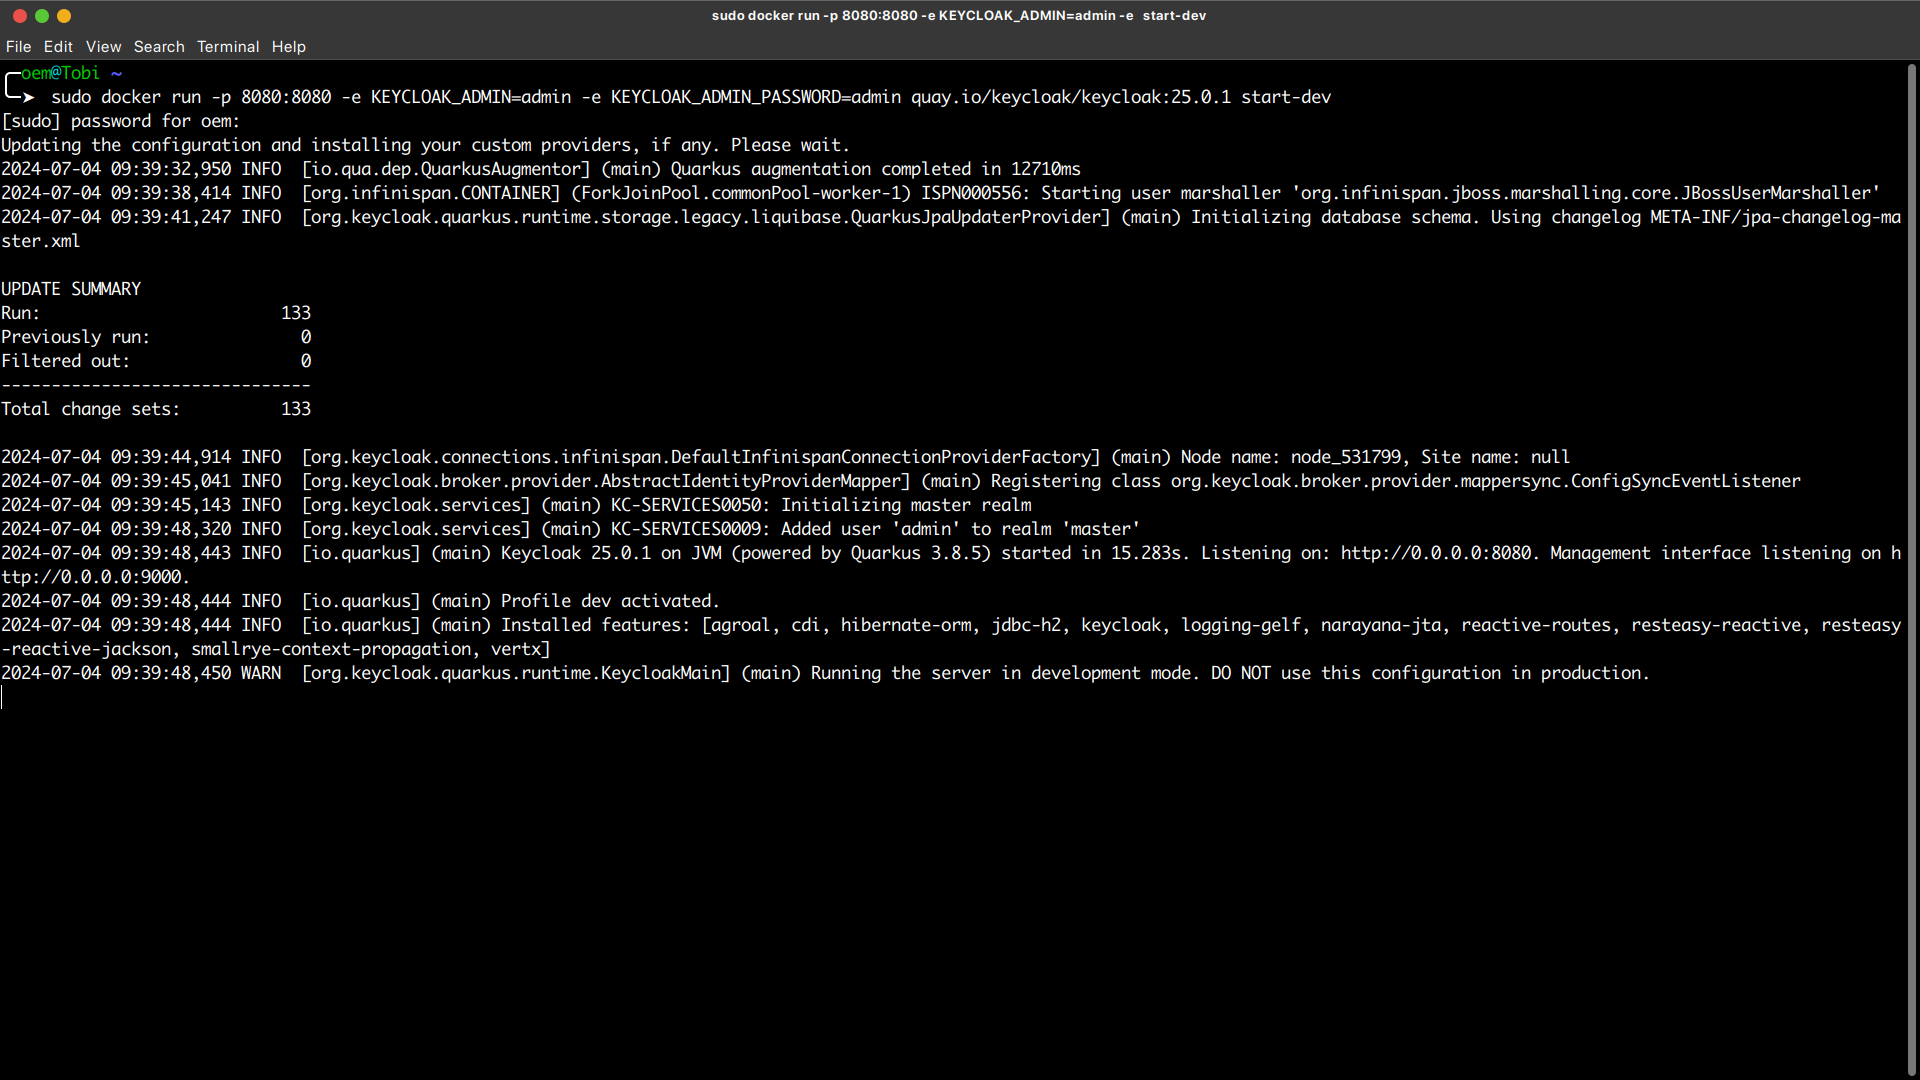 sudo docker run -p 8080:8080 -e KEYCLOAK_ADMIN=admin -e  start-dev
File Edit View Search Terminal Help
oem@Tobi ~
➤ sudo docker run -p 8080:8080 -e KEYCLOAK_ADMIN=admin -e KEYCLOAK_ADMIN_PASSWORD=admin quay.io/keycloak/keycloak:25.0.1 start-dev
[sudo] password for oem:
Updating the configuration and installing your custom providers, if any. Please wait.
2024-07-04 09:39:32,950 INFO  [io.qua.dep.QuarkusAugmentor] (main) Quarkus augmentation completed in 12710ms
2024-07-04 09:39:38,414 INFO  [org.infinispan.CONTAINER] (ForkJoinPool.commonPool-worker-1) ISPN000556: Starting user marshaller 'org.infinispan.jboss.marshalling.core.JBossUserMarshaller'
2024-07-04 09:39:41,247 INFO  [org.keycloak.quarkus.runtime.storage.legacy.liquibase.QuarkusJpaUpdaterProvider] (main) Initializing database schema. Using changelog META-INF/jpa-changelog-ma
ster.xml
UPDATE SUMMARY
Run:                        133
Previously run:               0
Filtered out:                 0
-------------------------------
Total change sets:          133
2024-07-04 09:39:44,914 INFO  [org.keycloak.connections.infinispan.DefaultInfinispanConnectionProviderFactory] (main) Node name: node_531799, Site name: null
2024-07-04 09:39:45,041 INFO  [org.keycloak.broker.provider.AbstractIdentityProviderMapper] (main) Registering class org.keycloak.broker.provider.mappersync.ConfigSyncEventListener
2024-07-04 09:39:45,143 INFO  [org.keycloak.services] (main) KC-SERVICES0050: Initializing master realm
2024-07-04 09:39:48,320 INFO  [org.keycloak.services] (main) KC-SERVICES0009: Added user 'admin' to realm 'master'
2024-07-04 09:39:48,443 INFO  [io.quarkus] (main) Keycloak 25.0.1 on JVM (powered by Quarkus 3.8.5) started in 15.283s. Listening on: http://0.0.0.0:8080. Management interface listening on h
ttp://0.0.0.0:9000.
2024-07-04 09:39:48,444 INFO  [io.quarkus] (main) Profile dev activated.
2024-07-04 09:39:48,444 INFO  [io.quarkus] (main) Installed features: [agroal, cdi, hibernate-orm, jdbc-h2, keycloak, logging-gelf, narayana-jta, reactive-routes, resteasy-reactive, resteasy
-reactive-jackson, smallrye-context-propagation, vertx]
2024-07-04 09:39:48,450 WARN  [org.keycloak.quarkus.runtime.KeycloakMain] (main) Running the server in development mode. DO NOT use this configuration in production.